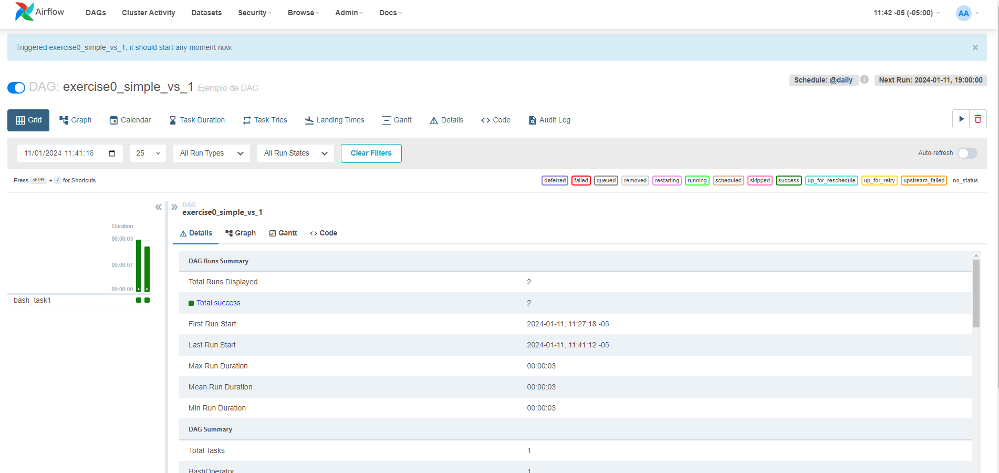 Airflow DAGs Cluster Activity Datasets Security Browse Admin Docs 11:42 -05 (-05:00) AA
Triggered exercise0_simple_vs_1, it should start any moment now. ×
DAG: exercise0_simple_vs_1 Ejemplo de DAG
Schedule: @daily i Next Run: 2024-01-11, 19:00:00
Grid Graph Calendar Task Duration Task Tries Landing Times Gantt Details Code Audit Log
11/01/2024 11:41:16 25 All Run Types All Run States Clear Filters Auto-refresh
Press shift + / for Shortcuts deferred failed queued removed restarting running scheduled skipped success up_for_reschedule up_for_retry upstream_failed no_status
« » DAG
exercise0_simple_vs_1
Duration
00:00:03
00:00:01
00:00:00
bash_task1
Details Graph Gantt Code
DAG Runs Summary
Total Runs Displayed 2
Total success 2
First Run Start 2024-01-11, 11:27:18 -05
Last Run Start 2024-01-11, 11:41:12 -05
Max Run Duration 00:00:03
Mean Run Duration 00:00:03
Min Run Duration 00:00:03
DAG Summary
Total Tasks 1
BashOperator 1